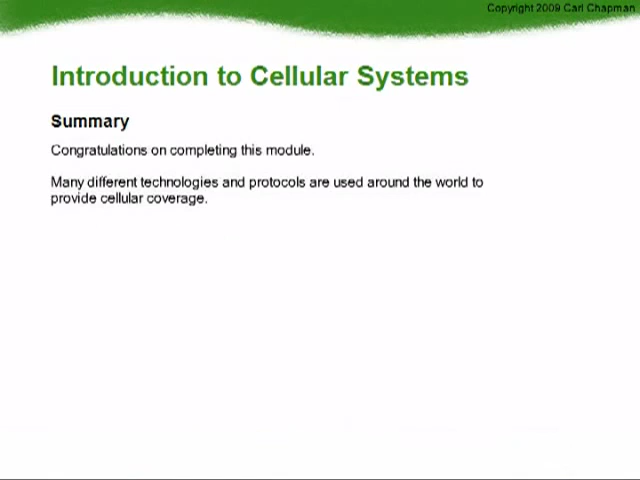 Copyright 2009 Carl Chapman
Introduction to Cellular Systems
Summary
Congratulations on completing this module.
Many different technologies and protocols are used around the world to
provide cellular coverage.